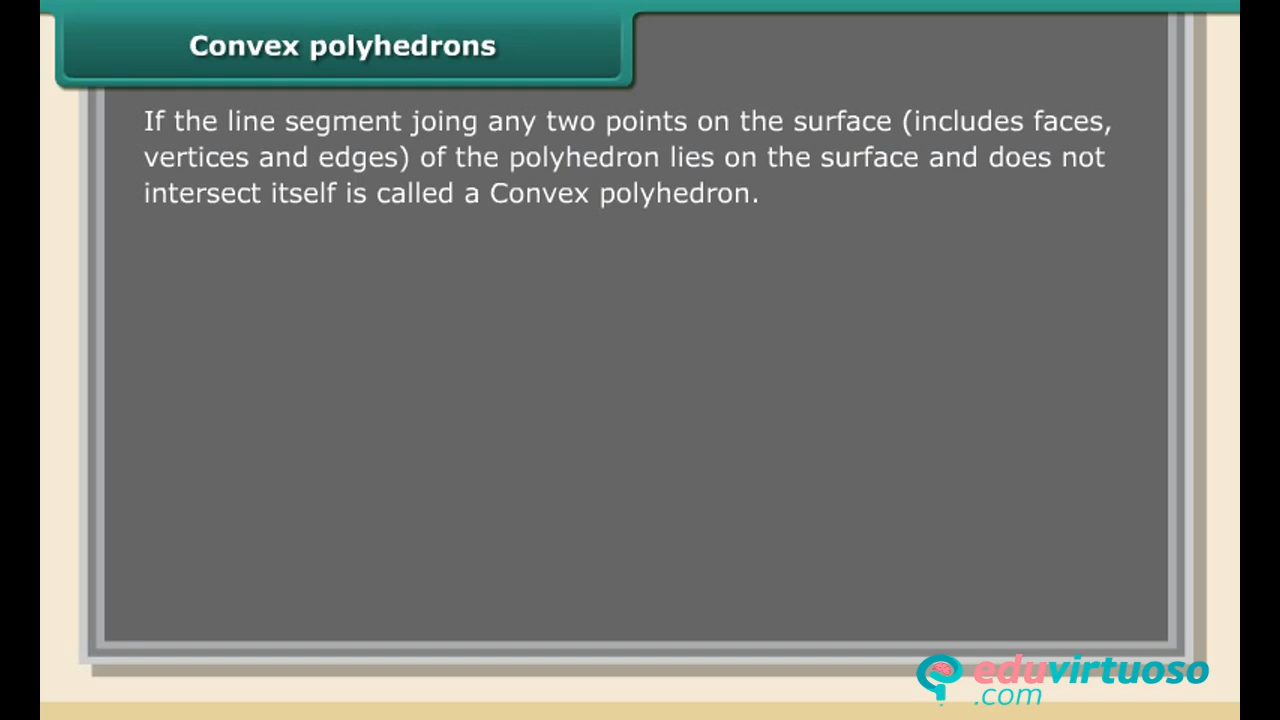 Convex polyhedrons
If the line segment joing any two points on the surface (includes faces,
vertices and edges) of the polyhedron lies on the surface and does not
intersect itself is called a Convex polyhedron.
eduvirtuoso
.com